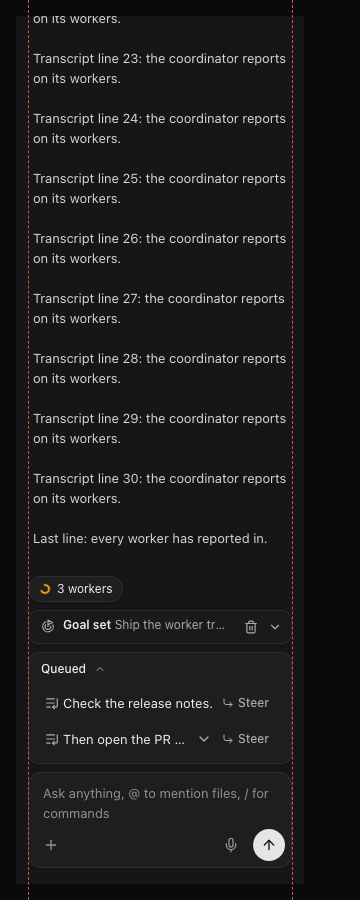 on its workers.
Transcript line 23: the coordinator reports
on its workers.
Transcript line 24: the coordinator reports
on its workers.
Transcript line 25: the coordinator reports
on its workers.
Transcript line 26: the coordinator reports
on its workers.
Transcript line 27: the coordinator reports
on its workers.
Transcript line 28: the coordinator reports
on its workers.
Transcript line 29: the coordinator reports
on its workers.
Transcript line 30: the coordinator reports
on its workers.
Last line: every worker has reported in.
3 workers
Goal set Ship the worker tr...
Queued
Check the release notes. Steer
Then open the PR ... Steer
Ask anything, @ to mention files, / for
commands